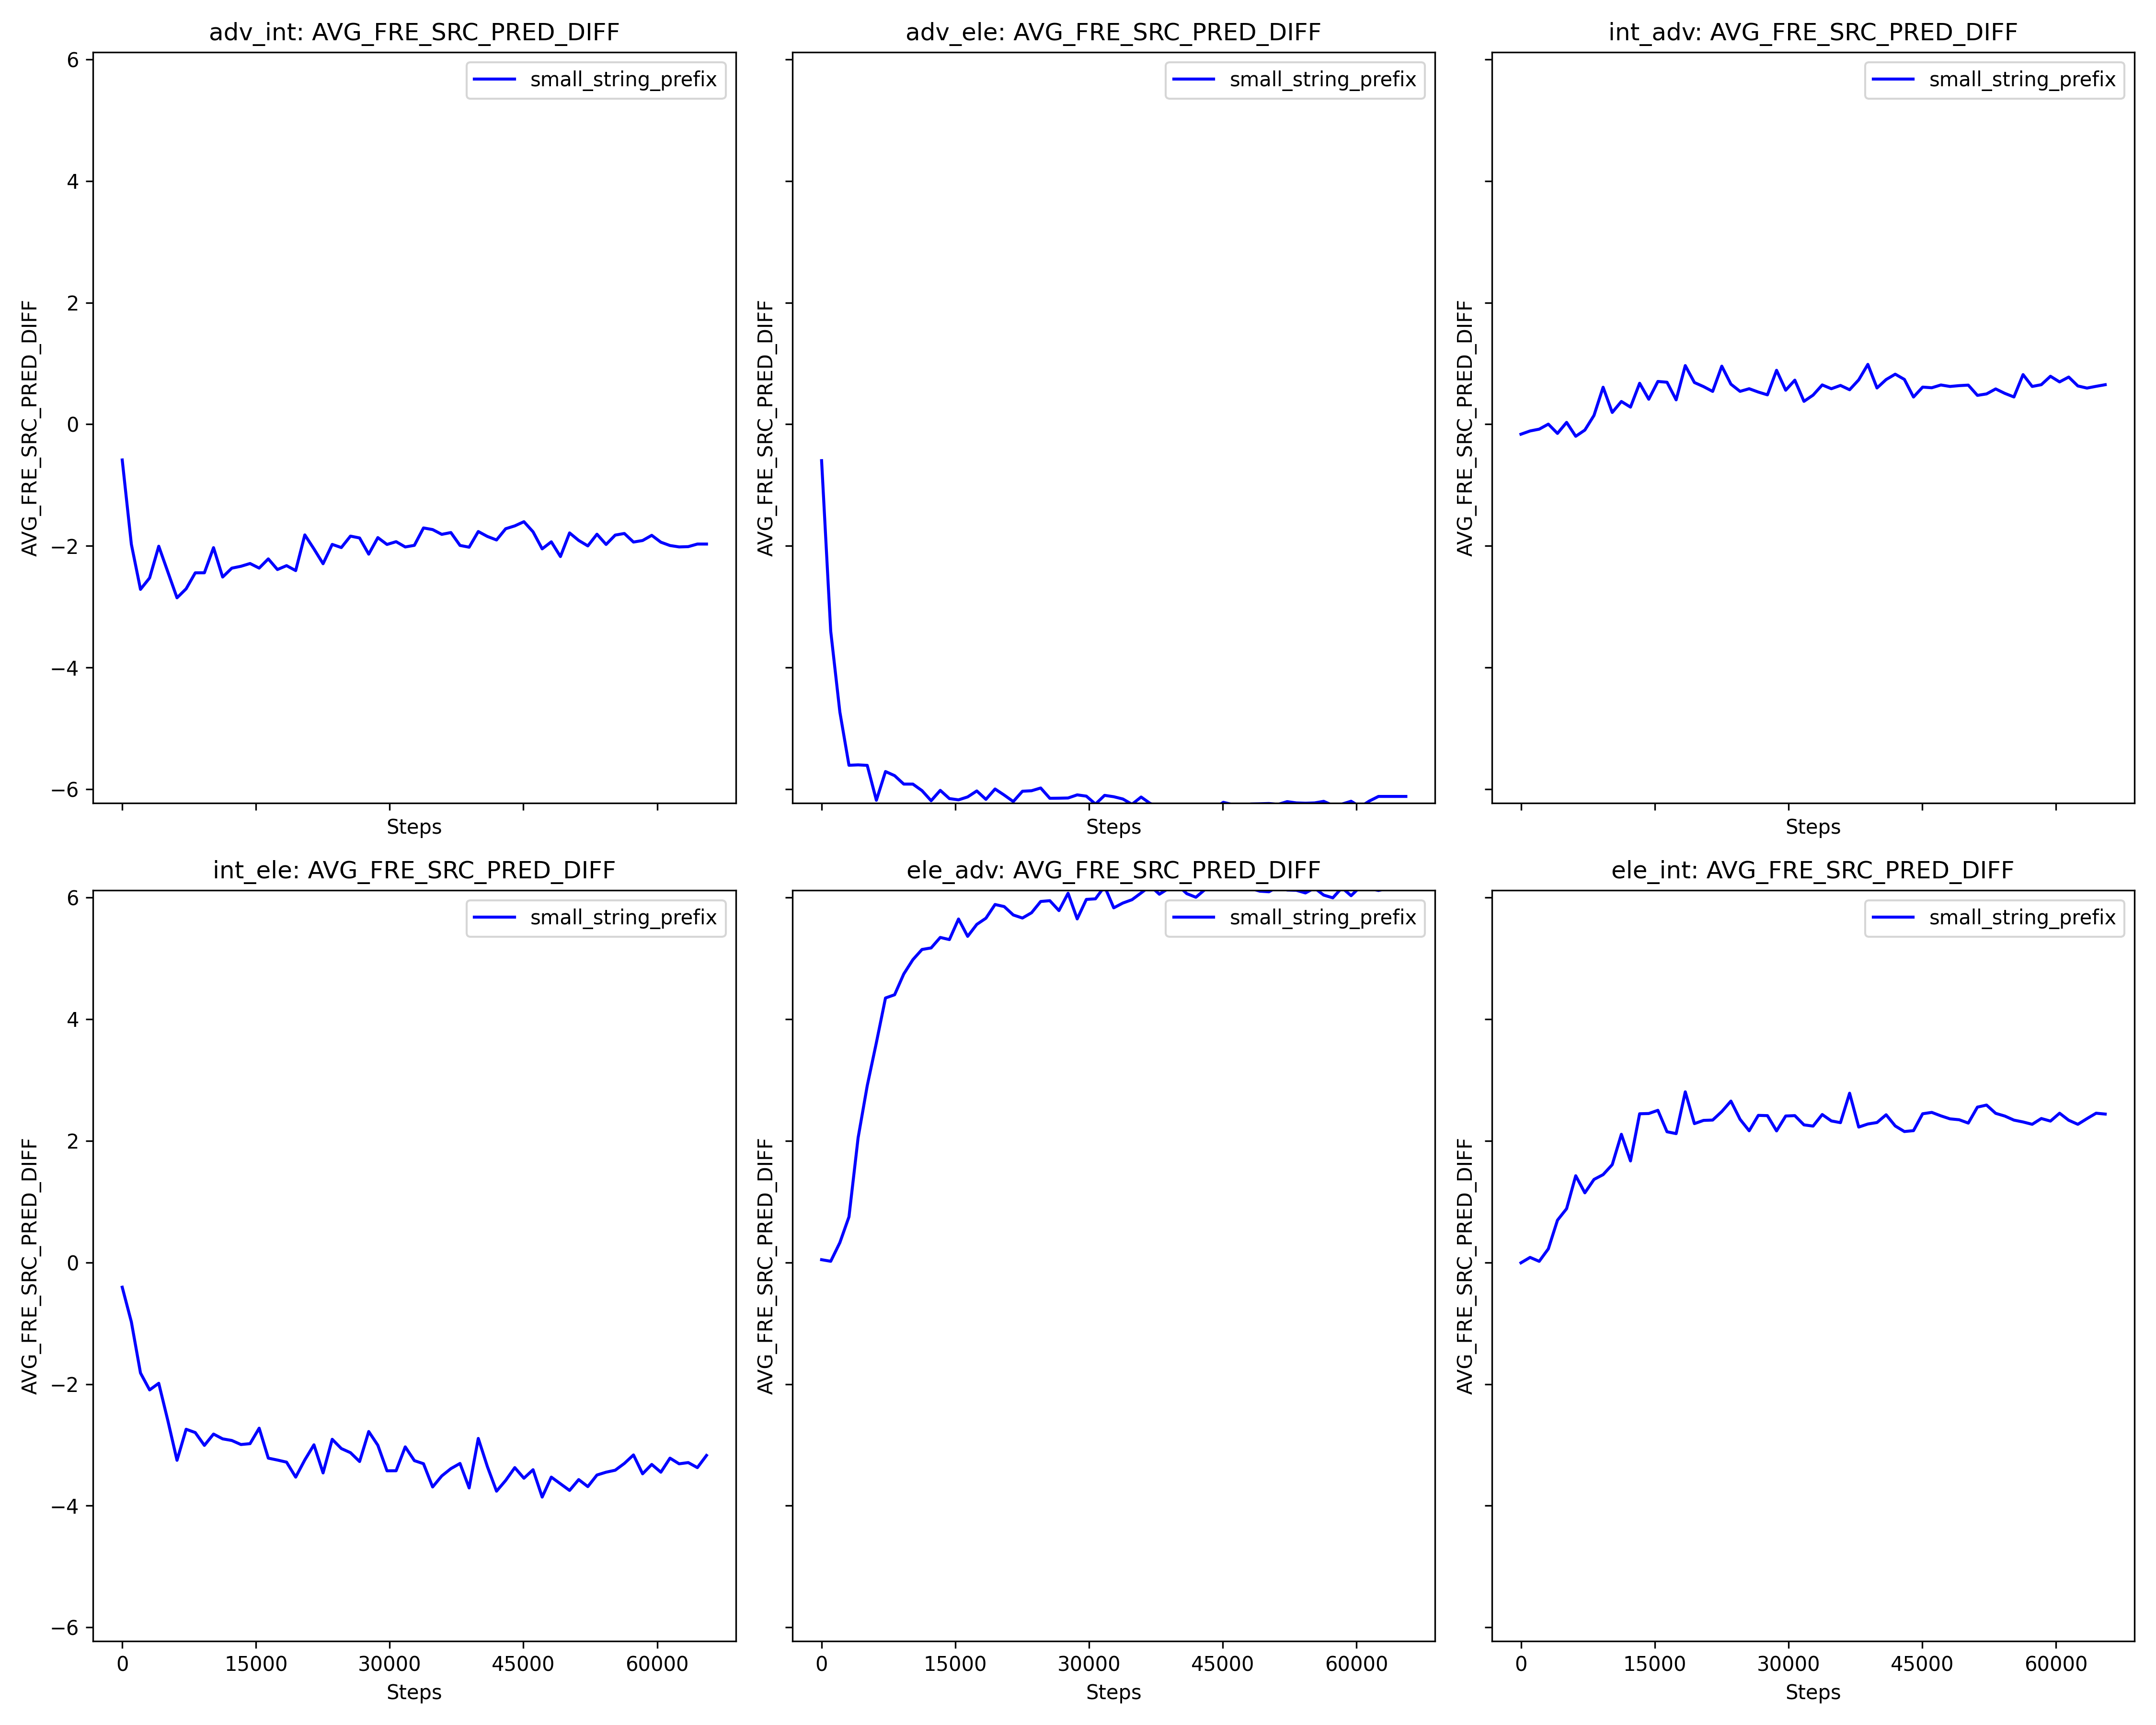 adv_int: AVG_FRE_SRC_PRED_DIFF
adv_ele: AVG_FRE_SRC_PRED_DIFF
int_adv: AVG_FRE_SRC_PRED_DIFF
small_string_prefix
small_string_prefix
small_string_prefix
AVG_FRE_SRC_PRED_DIFF
AVG_FRE_SRC_PRED_DIFF
AVG_FRE_SRC_PRED_DIFF
6
4
2
0
−2
−4
−6
Steps
Steps
Steps
int_ele: AVG_FRE_SRC_PRED_DIFF
ele_adv: AVG_FRE_SRC_PRED_DIFF
ele_int: AVG_FRE_SRC_PRED_DIFF
small_string_prefix
small_string_prefix
small_string_prefix
AVG_FRE_SRC_PRED_DIFF
AVG_FRE_SRC_PRED_DIFF
AVG_FRE_SRC_PRED_DIFF
6
4
2
0
−2
−4
−6
0 15000 30000 45000 60000
0 15000 30000 45000 60000
0 15000 30000 45000 60000
Steps
Steps
Steps